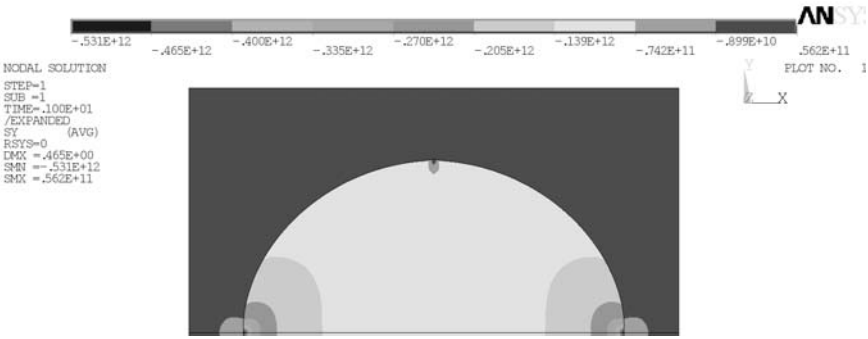 ANSYS
-.531E+12 -.465E+12 -.400E+12 -.335E+12 -.270E+12 -.205E+12 -.139E+12 -.742E+11 -.899E+10 .562E+11
NODAL SOLUTION
PLOT NO. 1
STEP=1
SUB =1
TIME=.100E+01
/EXPANDED
SY (AVG)
RSYS=0
DMX =.465E+00
SMN =-.531E+12
SMX =.562E+11
Y
Z X